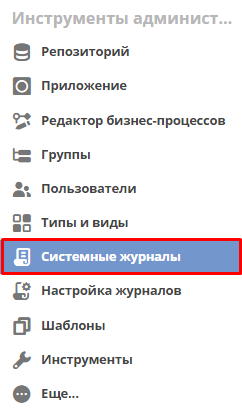 Инструменты админист...
Репозиторий
Приложение
Редактор бизнес-процессов
Группы
Пользователи
Типы и виды
Системные журналы
Настройка журналов
Шаблоны
Инструменты
Еще...